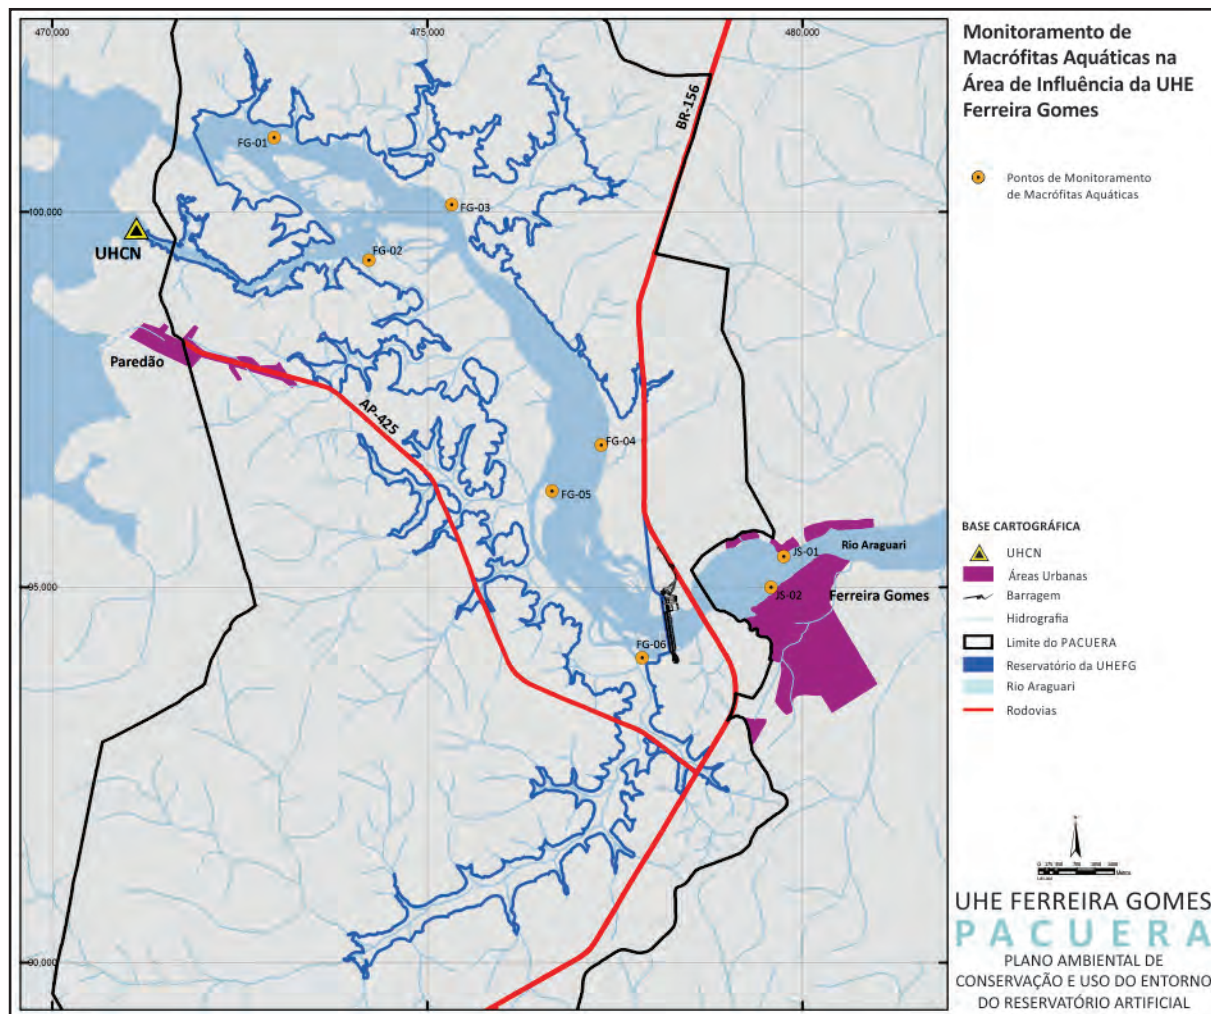 470,000
475,000
480,000
Monitoramento de
Macrófitas Aquáticas na
Área de Influência da UHE
Ferreira Gomes
BR-156
FG-01
Pontos de Monitoramento
de Macrófitas Aquáticas
100,000
FG-03
UHCN
FG-02
Paredão
AP-425
FG-04
FG-05
BASE CARTOGRÁFICA
Rio Araguari
JS-01
UHCN
Áreas Urbanas
95,000
JS-02
Ferreira Gomes
Barragem
Hidrografia
FG-06
Limite do PACUERA
Reservatório da UHEFG
Rio Araguari
Rodovias
UHE FERREIRA GOMES
PACUERA
90,000
PLANO AMBIENTAL DE
CONSERVAÇÃO E USO DO ENTORNO
DO RESERVATÓRIO ARTIFICIAL